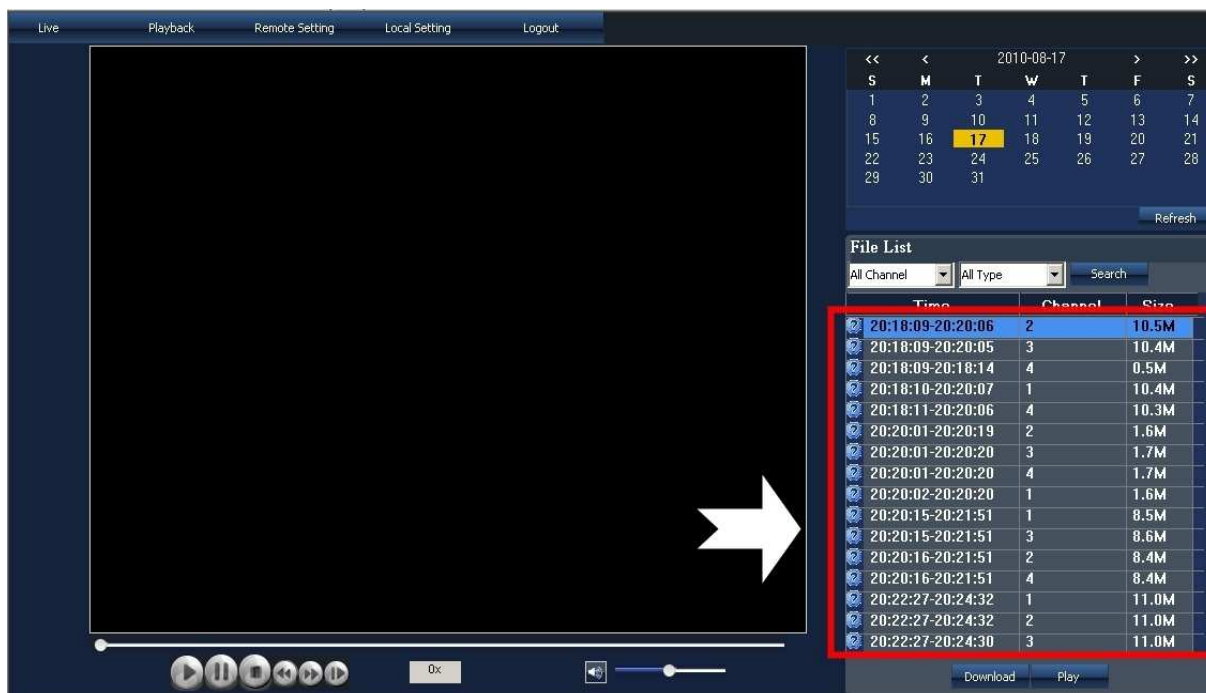 Live Playback Remote Setting Local Setting Logout
<< < 2010-08-17 > >>
S M T W T F S
1 2 3 4 5 6 7
8 9 10 11 12 13 14
15 16 17 18 19 20 21
22 23 24 25 26 27 28
29 30 31
Refresh
File List
All Channel All Type Search
Time Channel Size
20:18:09-20:20:06 2 10.5M
20:18:09-20:20:05 3 10.4M
20:18:09-20:18:14 4 0.5M
20:18:10-20:20:07 1 10.4M
20:18:11-20:20:06 4 10.3M
20:20:01-20:20:19 2 1.6M
20:20:01-20:20:20 3 1.7M
20:20:01-20:20:20 4 1.7M
20:20:02-20:20:20 1 1.6M
20:20:15-20:21:51 1 8.5M
20:20:15-20:21:51 3 8.6M
20:20:16-20:21:51 2 8.4M
20:20:16-20:21:51 4 8.4M
20:22:27-20:24:32 1 11.0M
20:22:27-20:24:32 2 11.0M
20:22:27-20:24:30 3 11.0M
0x
Download Play